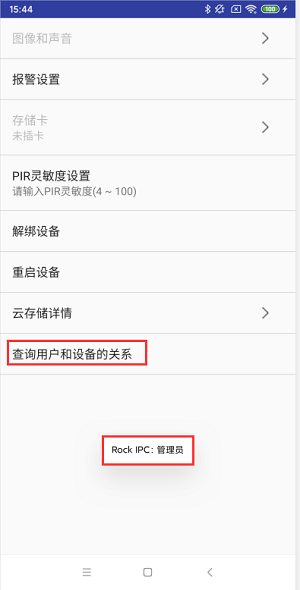 15:44
100
图像和声音
报警设置
存储卡
未插卡
PIR灵敏度设置
请输入PIR灵敏度(4 ~ 100)
解绑设备
重启设备
云存储详情
查询用户和设备的关系
Rock IPC: 管理员